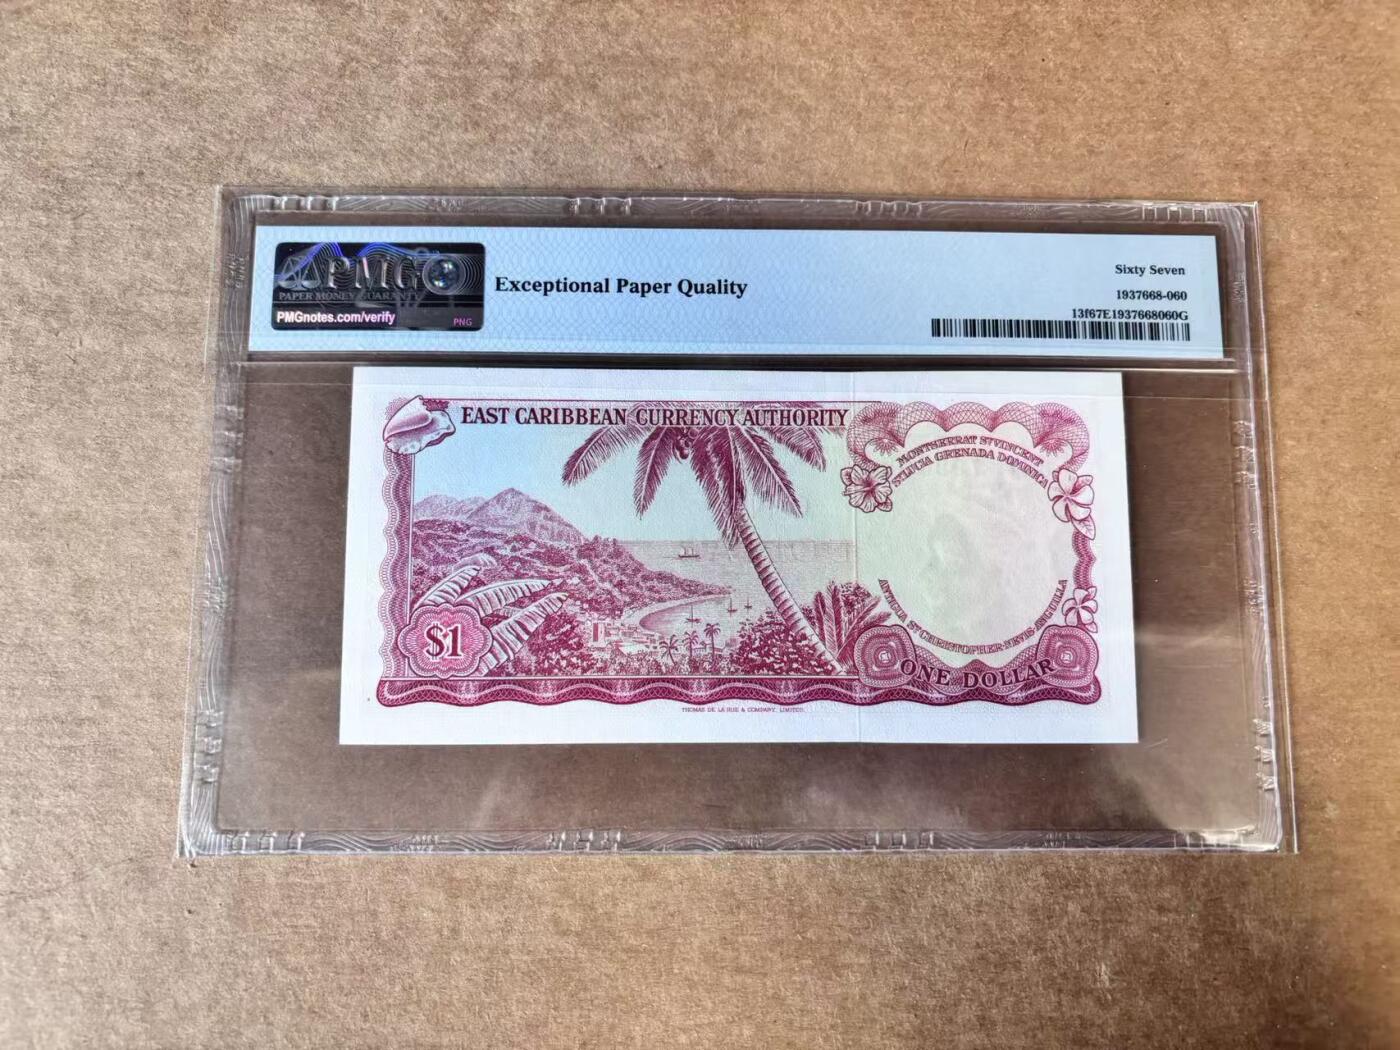 PMG
PAPER MONEY GUARANTY
PMGnotes.com/verify
PNG
Exceptional Paper Quality
Sixty Seven
1937668-060
13f67E1937668060G
EAST CARIBBEAN CURRENCY AUTHORITY
MONTSERRAT ST VINCENT
ST LUCIA GRENADA DOMINICA
ANTIGUA ST CHRISTOPHER-NEVIS-ANGUILLA
$1
ONE DOLLAR
THOMAS DE LA RUE & COMPANY, LIMITED.